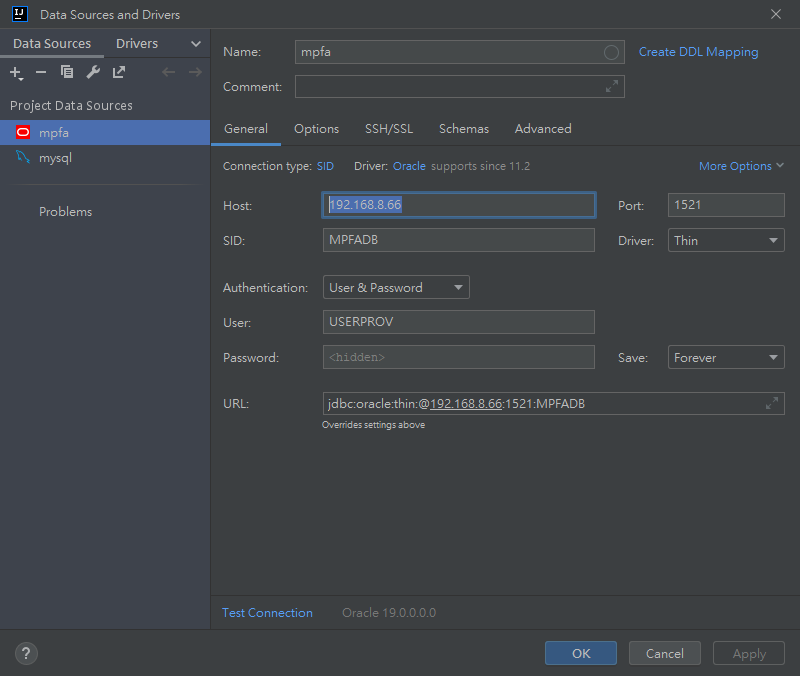 IJ Data Sources and Drivers
Data Sources Drivers
Name: mpfa Create DDL Mapping
Comment:
Project Data Sources
mpfa
mysql
Problems
General Options SSH/SSL Schemas Advanced
Connection type: SID Driver: Oracle supports since 11.2 More Options
Host: 192.168.8.66 Port: 1521
SID: MPFADB Driver: Thin
Authentication: User & Password
User: USERPROV
Password: <hidden> Save: Forever
URL: jdbc:oracle:thin:@192.168.8.66:1521:MPFADB
Overrides settings above
Test Connection Oracle 19.0.0.0.0
? OK Cancel Apply